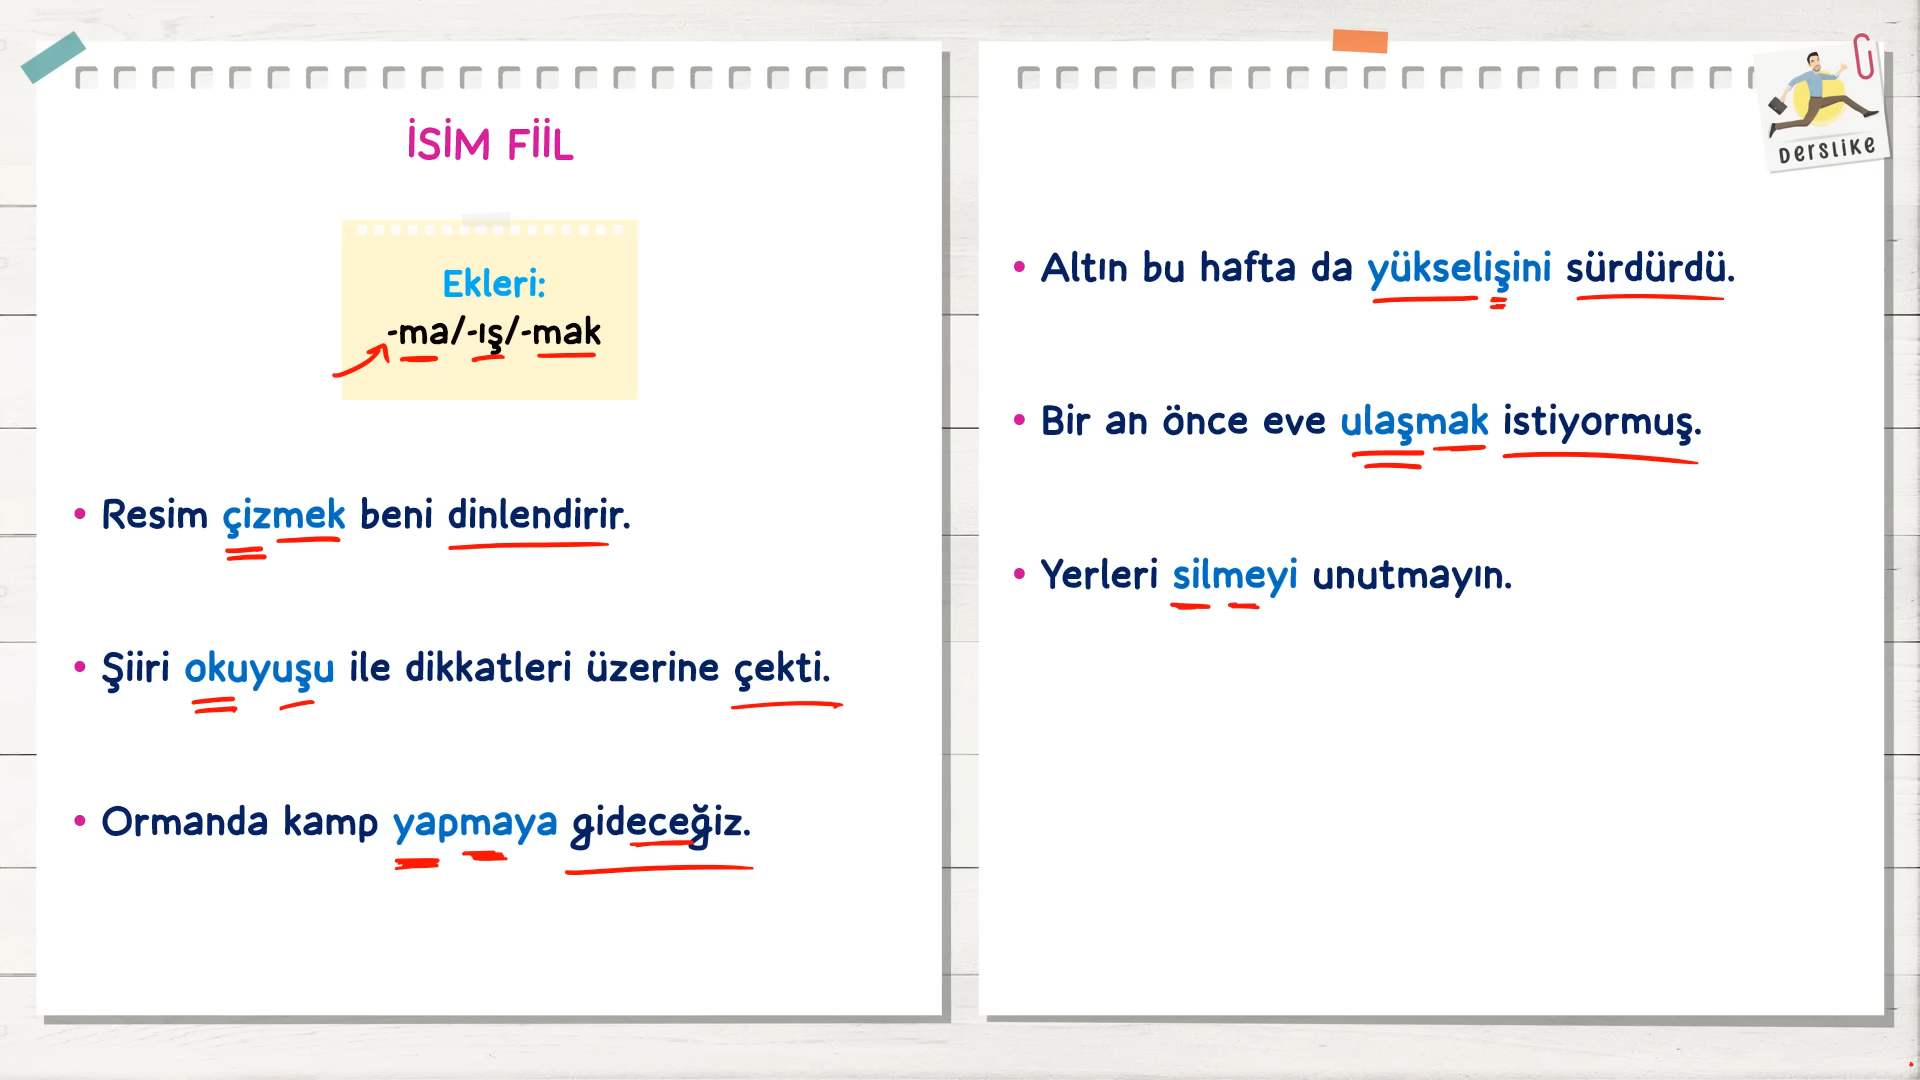 İSİM FİİL
Ekleri:
-ma/-ış/-mak
• Resim çizmek beni dinlendirir.
• Şiiri okuyuşu ile dikkatleri üzerine çekti.
• Ormanda kamp yapmaya gideceğiz.
DersLiKe
• Altın bu hafta da yükselişini sürdürdü.
• Bir an önce eve ulaşmak istiyormuş.
• Yerleri silmeyi unutmayın.